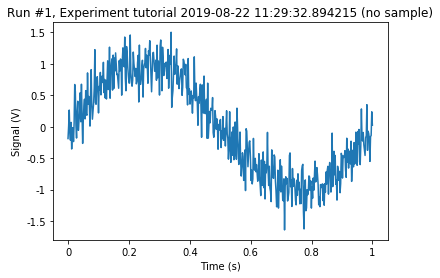 Run #1, Experiment tutorial 2019-08-22 11:29:32.894215 (no sample)
1.5
1
0.5
0
-0.5
-1
-1.5
Signal (V)
0 0.2 0.4 0.6 0.8 1
Time (s)